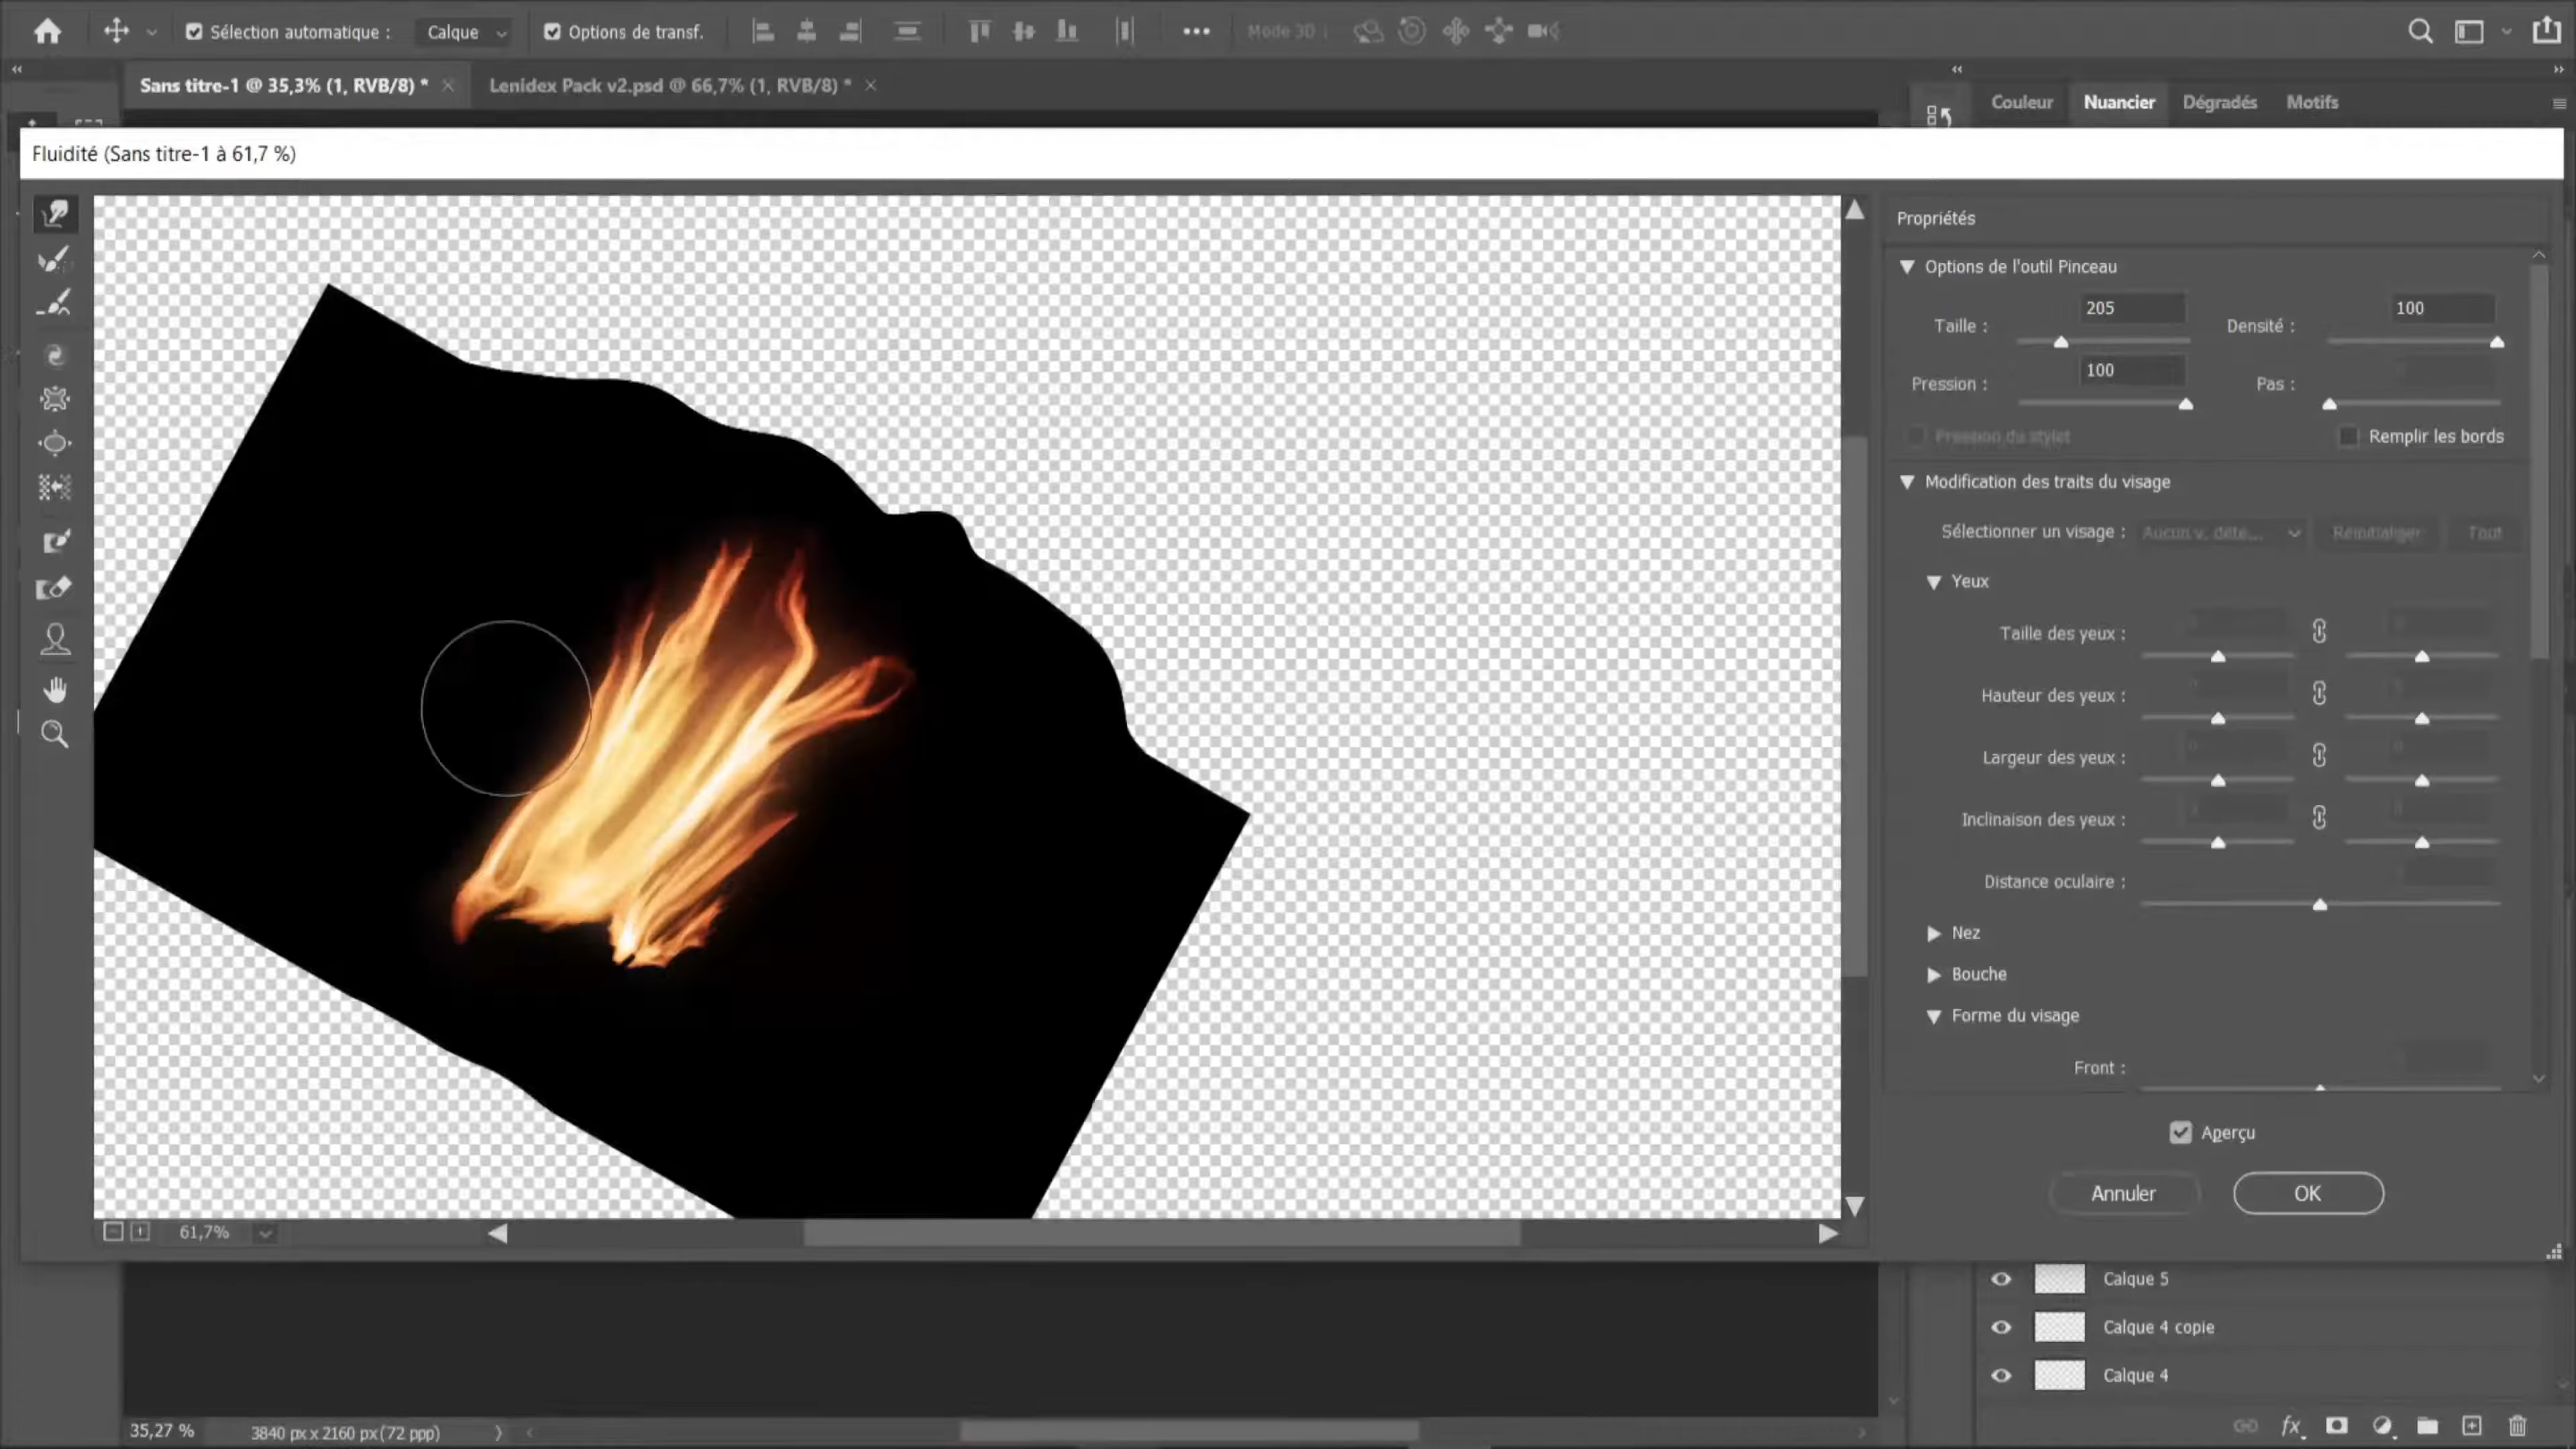 Sélection automatique :
Calque
Options de transf.
Mode 3D :
Sans titre-1 @ 35,3% (1, RVB/8) *
Lenidex Pack v2.psd @ 66,7% (1, RVB/8) *
Couleur
Nuancier
Dégradés
Motifs
Fluidité (Sans titre-1 à 61,7 %)
Propriétés
Options de l'outil Pinceau
205
100
Taille :
Densité :
100
Pression :
Pas :
Pression du stylet
Remplir les bords
Modification des traits du visage
Sélectionner un visage :
Aucun v. déte...
Réinitialiser
Tout
Yeux
Taille des yeux :
Hauteur des yeux :
Largeur des yeux :
Inclinaison des yeux :
Distance oculaire :
Nez
Bouche
Forme du visage
Front :
Aperçu
Annuler
OK
61,7%
Calque 5
Calque 4 copie
Calque 4
35,27 %
3840 px x 2160 px (72 ppp)
fx